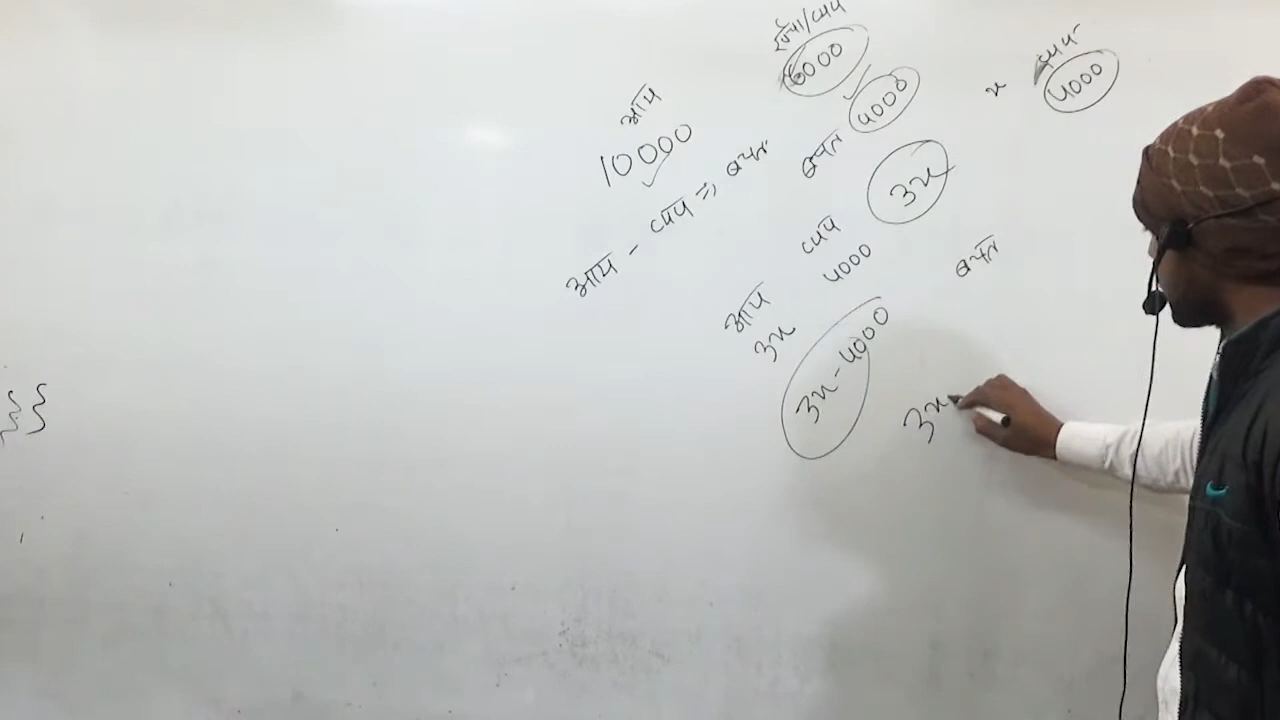 खर्चा/व्यय
6000
आय
10000
बचत 4000
x
व्यय
4000
आय - व्यय => बचत
3x
व्यय
4000
बचत
आय
3x
3x - 4000
3x